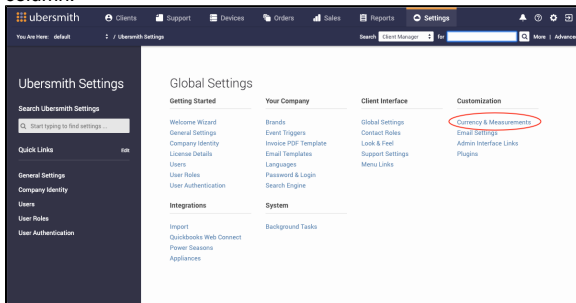 column.
ubersmith
Clients
Support
Devices
Orders
Sales
Reports
Settings
You Are Here: default / Ubersmith Settings
Search Client Manager for
More | Advance
Ubersmith Settings
Search Ubersmith Settings
Start typing to find settings ...
Quick Links
Edit
General Settings
Company Identity
Users
User Roles
User Authentication
Global Settings
Getting Started
Welcome Wizard
General Settings
Company Identity
License Details
Users
User Roles
User Authentication
Your Company
Brands
Event Triggers
Invoice PDF Template
Email Templates
Languages
Password & Login
Search Engine
Client Interface
Global Settings
Contact Roles
Look & Feel
Support Settings
Menu Links
Customization
Currency & Measurements
Email Settings
Admin Interface Links
Plugins
Integrations
Import
Quickbooks Web Connect
Power Seasons
Appliances
System
Background Tasks